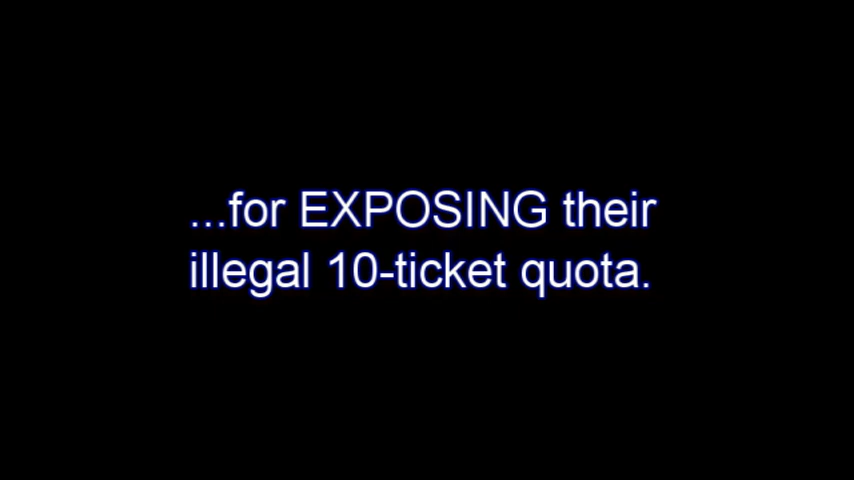 ...for EXPOSING their
illegal 10-ticket quota.